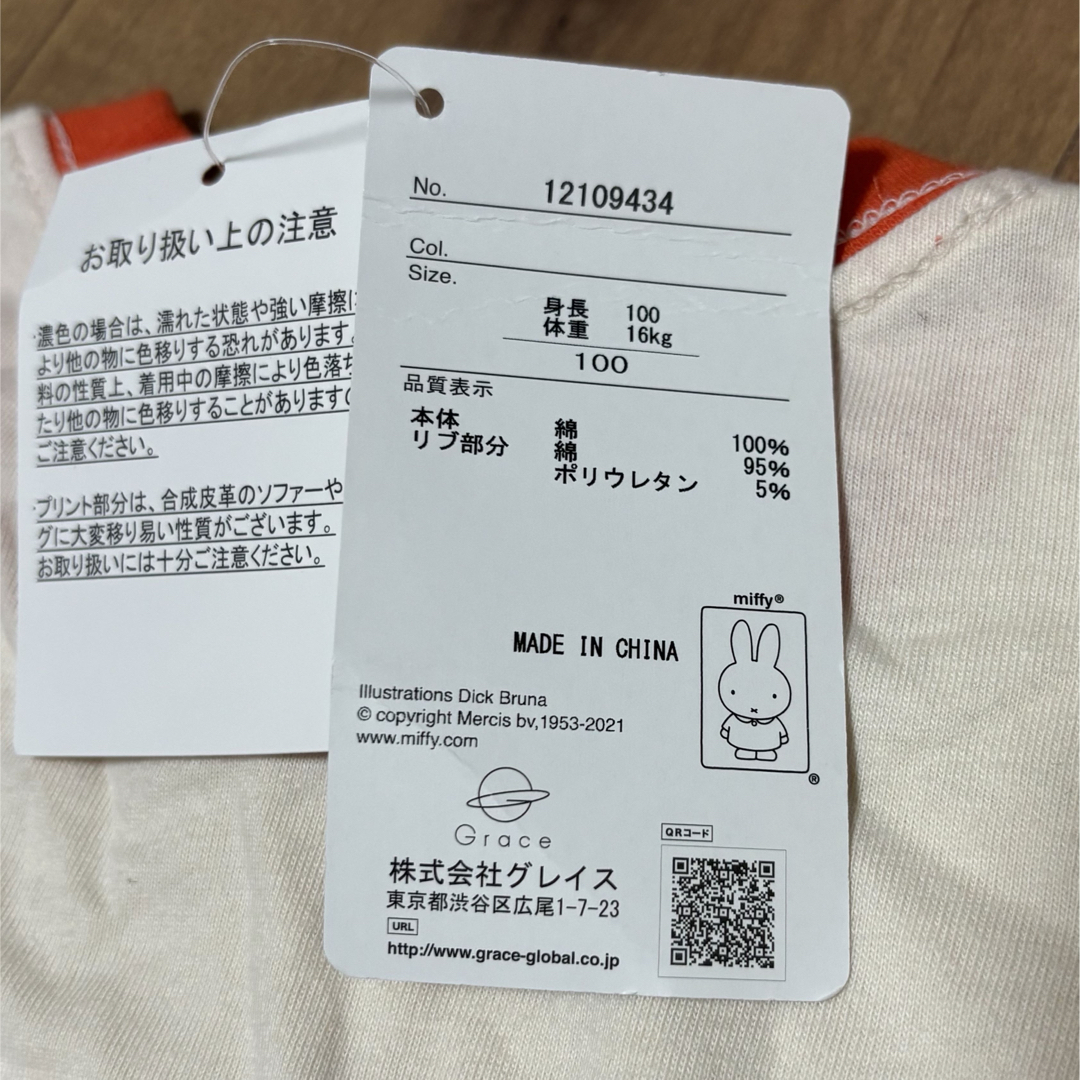 お取り扱い上の注意
・濃色の場合は、濡れた状態や強い摩擦に
より他の物に色移りする恐れがあります。
料の性質上、着用中の摩擦により色落ち
たり他の物に色移りすることがありますの
ご注意ください。
・プリント部分は、合成皮革のソファーや
グに大変移り易い性質がございます。
お取り扱いには十分ご注意ください。
No. 12109434
Col.
Size.
身長 100
体重 16kg
100
品質表示
本体 綿 100%
リブ部分 綿 95%
ポリウレタン 5%
miffy®
MADE IN CHINA
®
Illustrations Dick Bruna
© copyright Mercis bv,1953-2021
www.miffy.com
Grace
株式会社グレイス
東京都渋谷区広尾1-7-23
URL
http://www.grace-global.co.jp
QRコード